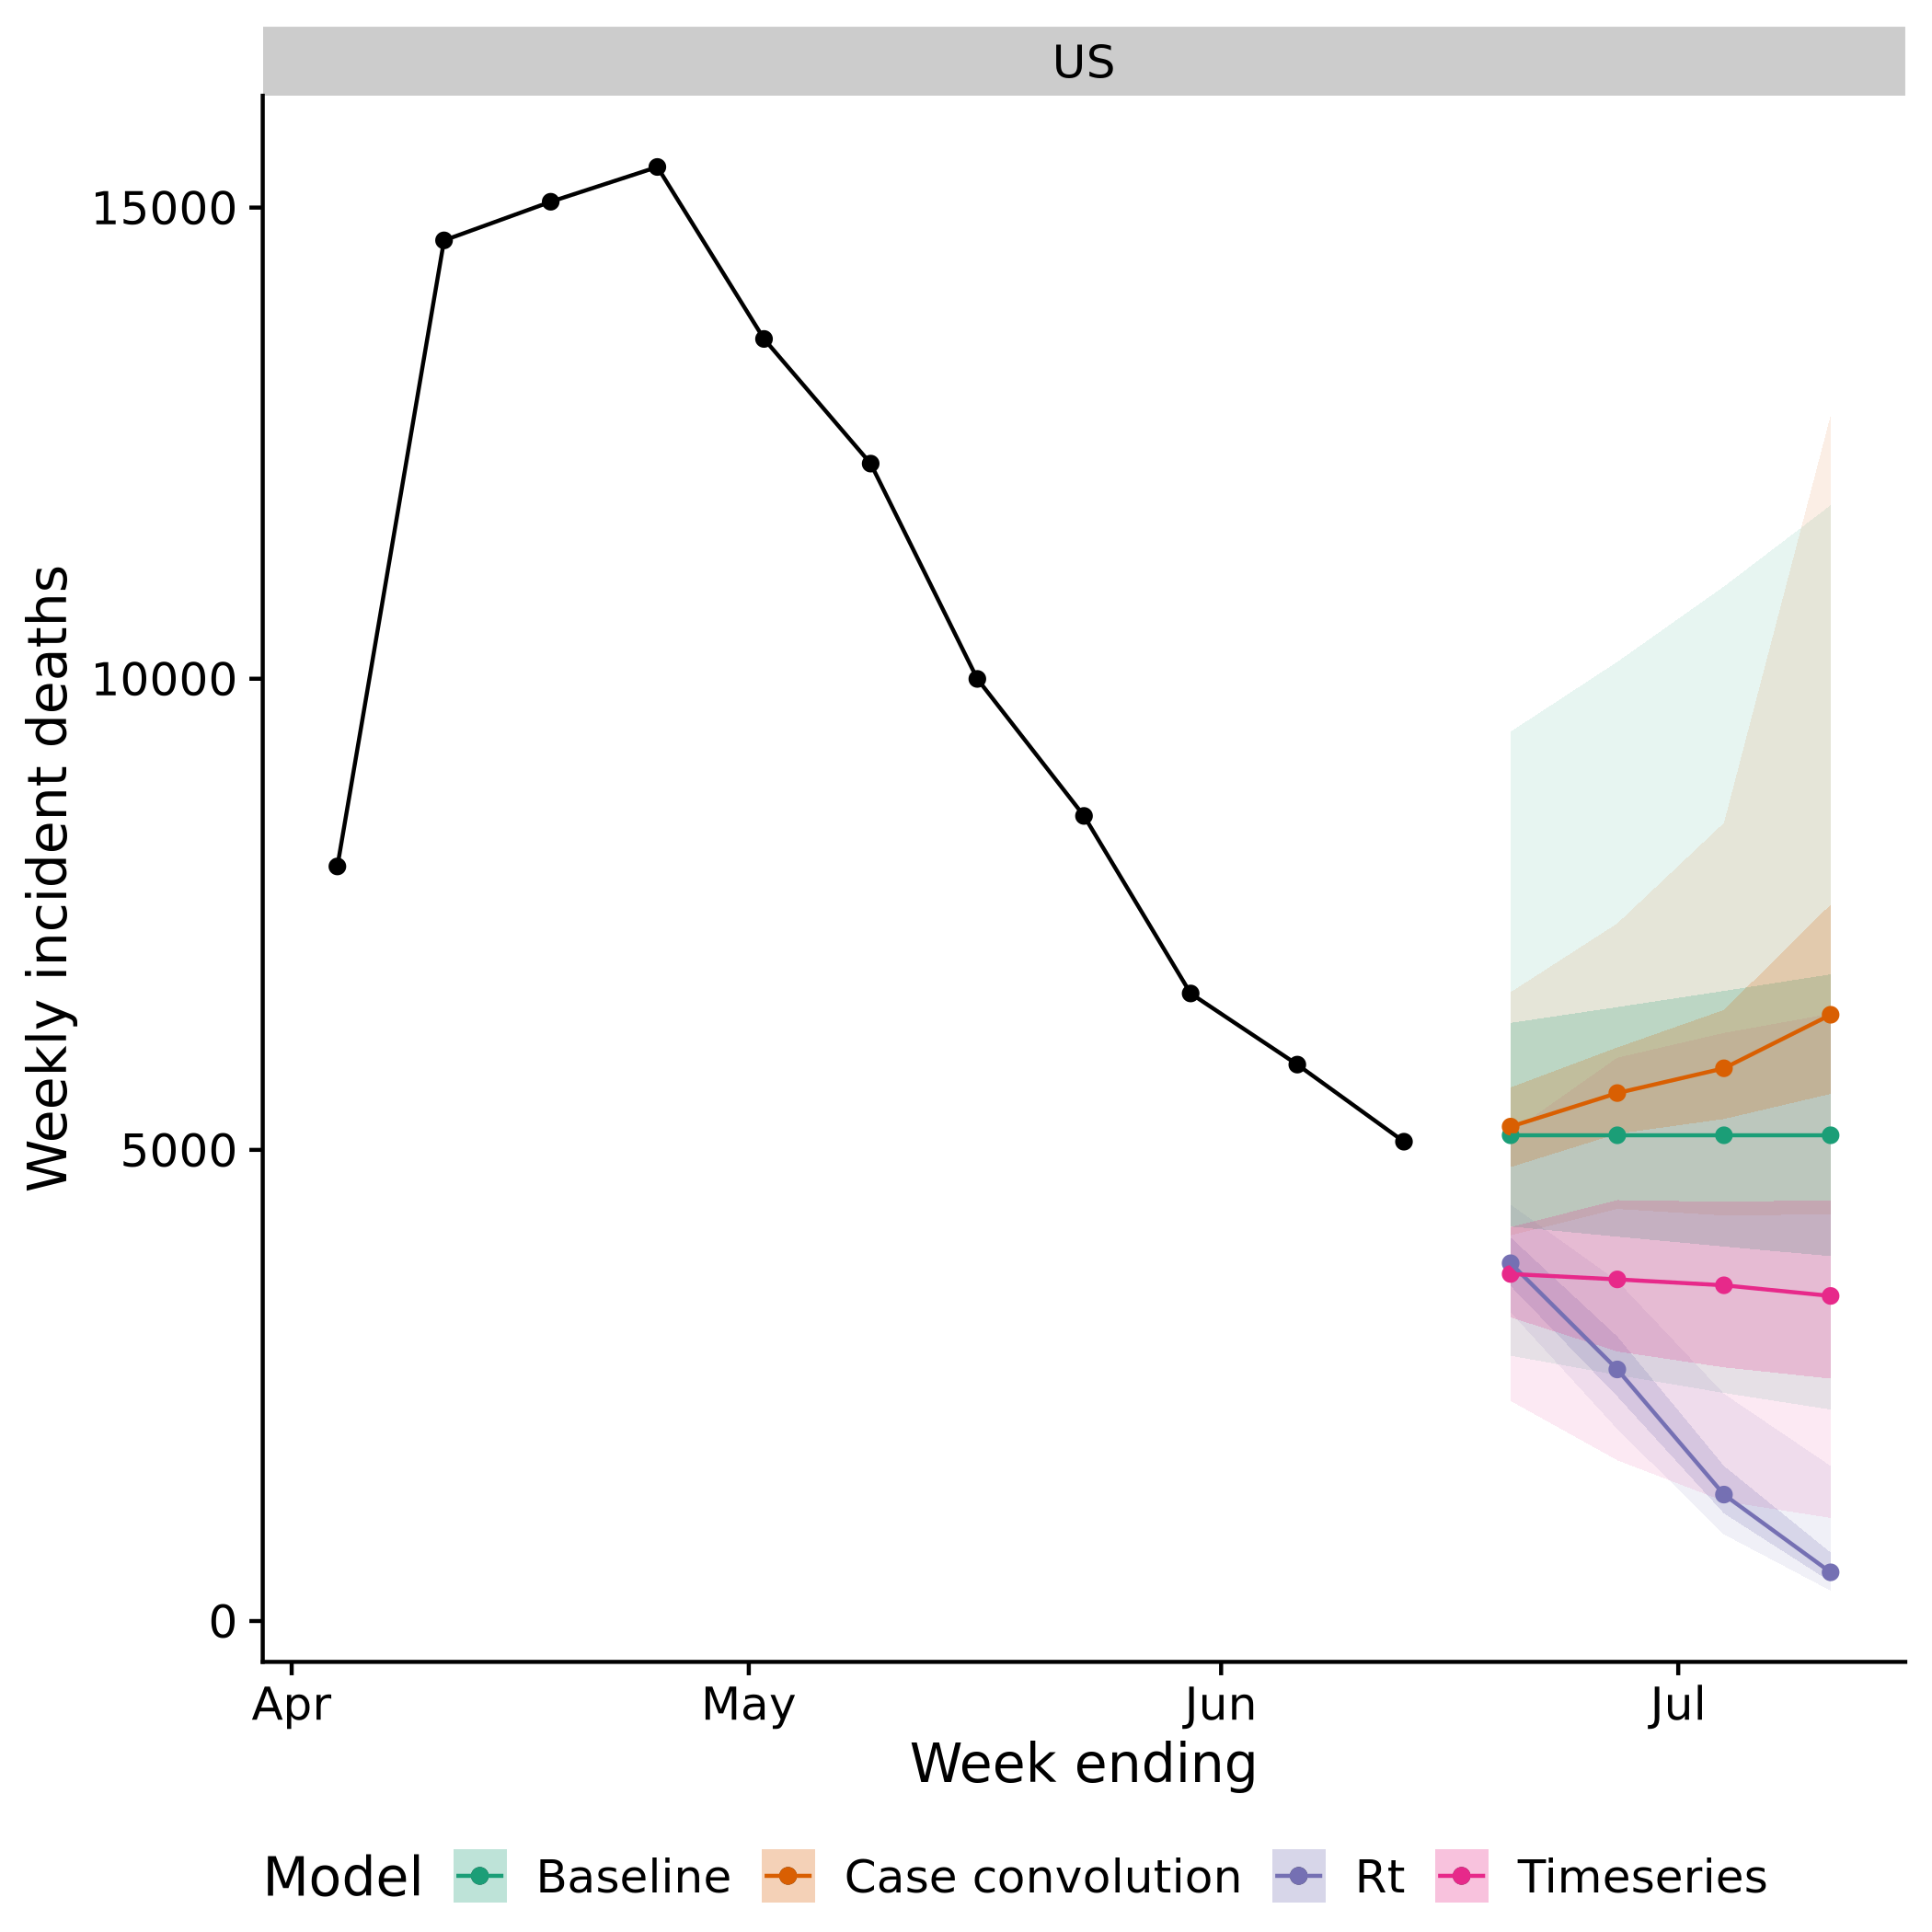 US
Weekly incident deaths
15000
10000
5000
0
Apr May Jun Jul
Week ending
Model Baseline Case convolution Rt Timeseries